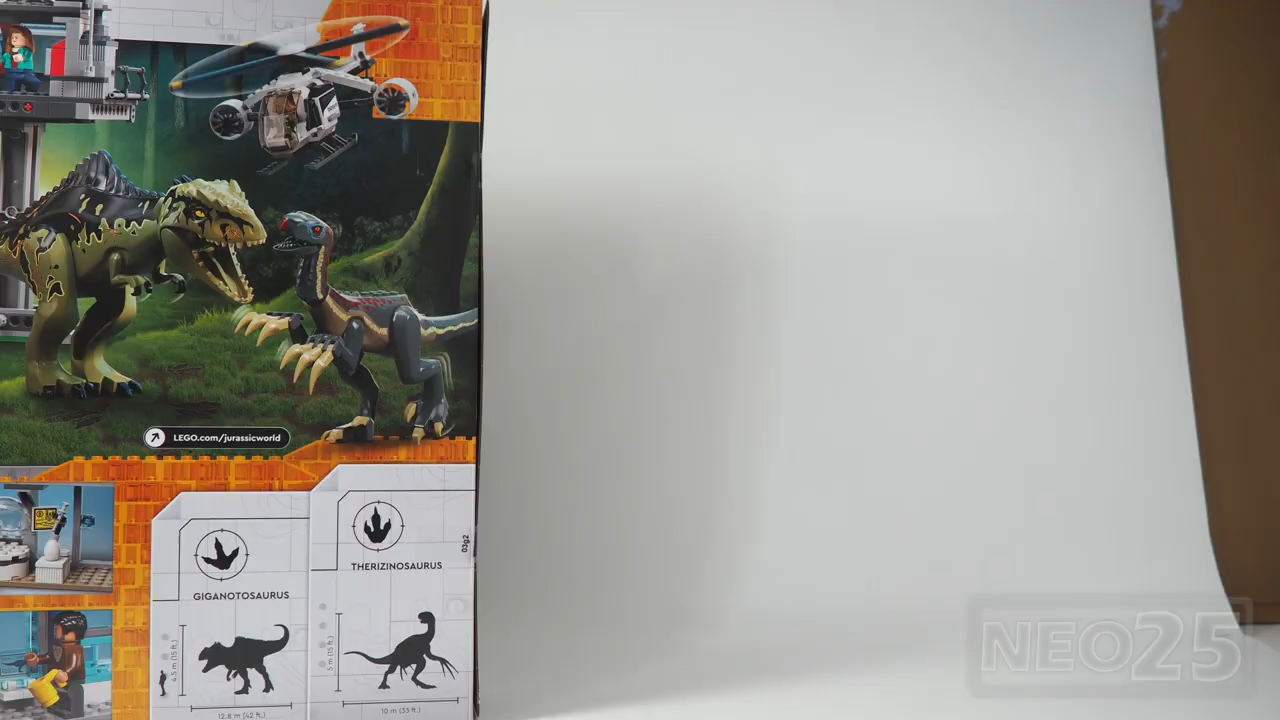 LEGO.com/jurassicworld
03g2
THERIZINOSAURUS
GIGANOTOSAURUS
4.5 m (15 ft.)
5 m (15 ft.)
12.8 m (42 ft.)
10 m (33 ft.)
NEO25